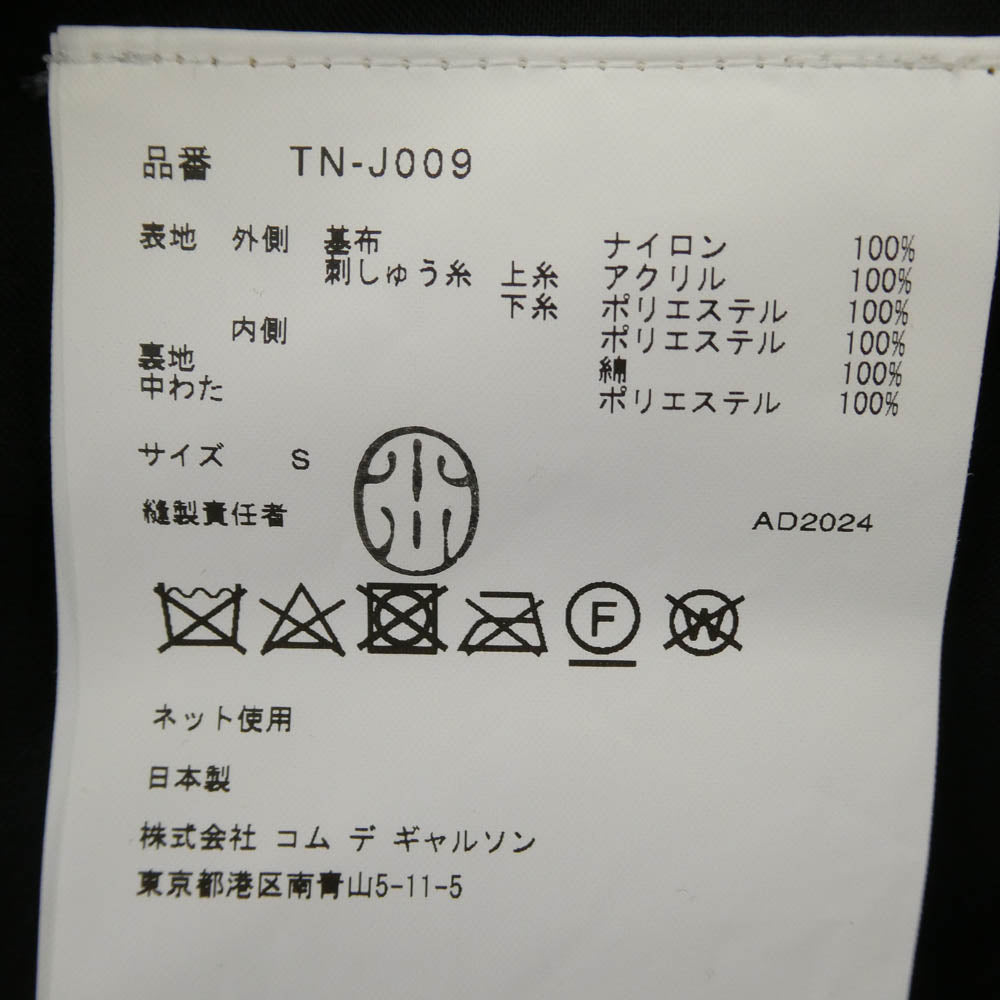 品番 TN-J009
表地 外側 基布 ナイロン 100%
刺しゅう糸 上糸 アクリル 100%
下糸 ポリエステル 100%
内側 ポリエステル 100%
裏地 綿 100%
中わた ポリエステル 100%
サイズ S
縫製責任者 AD2024
F W
ネット使用
日本製
株式会社 コム デ ギャルソン
東京都港区南青山5-11-5